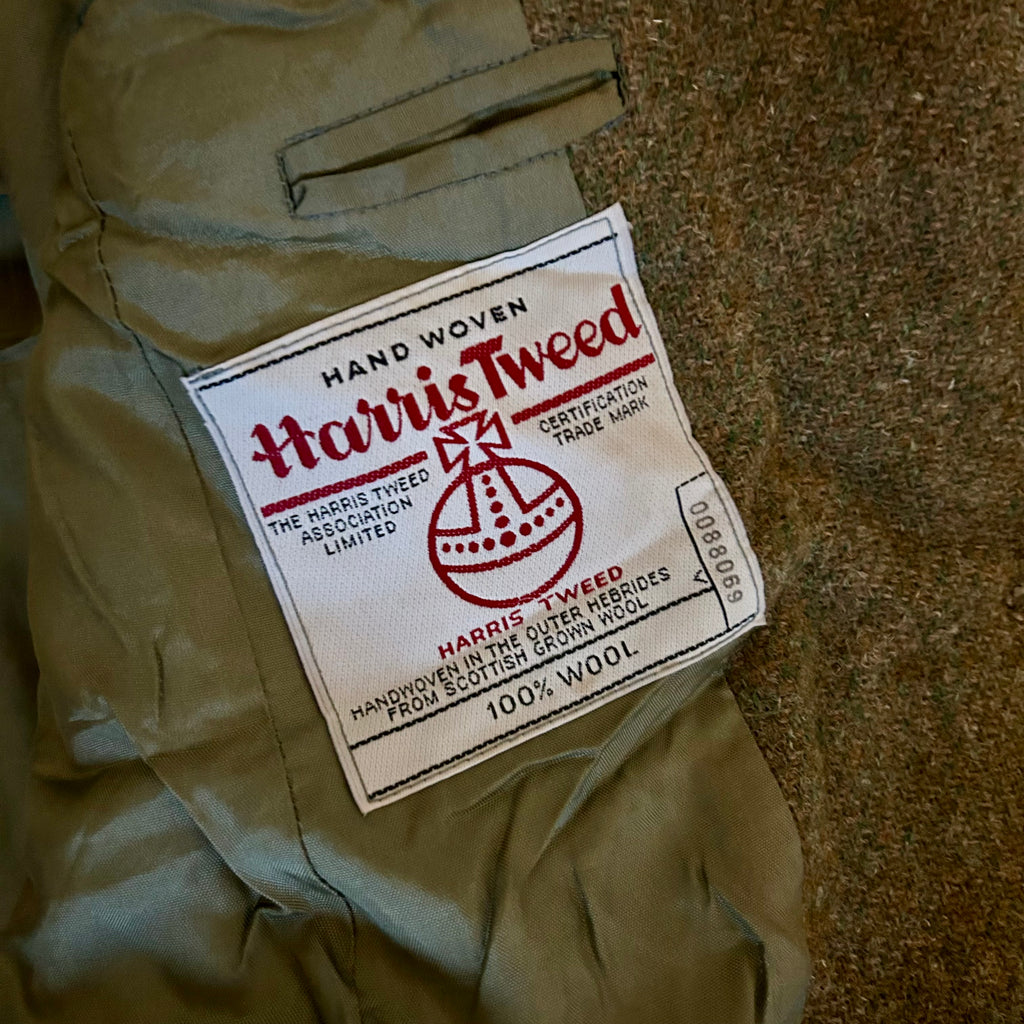 HAND WOVEN
Harris Tweed
THE HARRIS TWEED
ASSOCIATION
LIMITED
CERTIFICATION
TRADE MARK
HARRIS TWEED
HANDWOVEN IN THE OUTER HEBRIDES
FROM SCOTTISH GROWN WOOL
100% WOOL
A
0088069